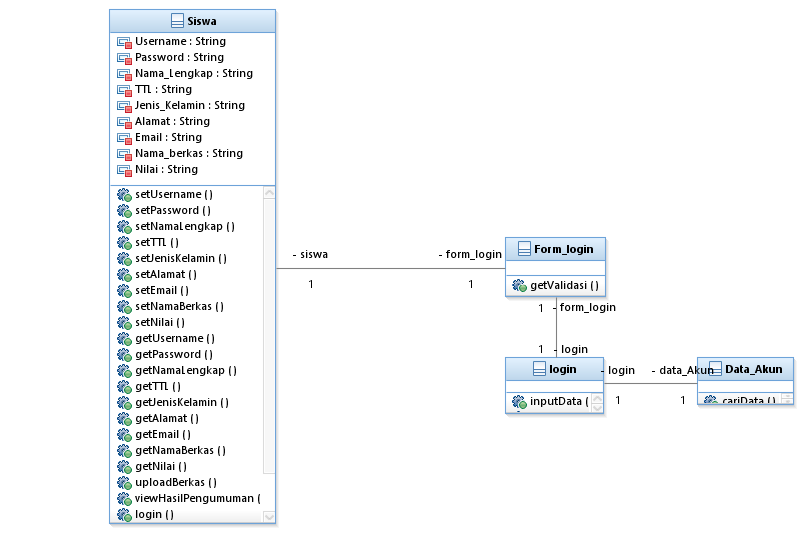 Siswa
Username : String
Password : String
Nama_Lengkap : String
TTL : String
Jenis_Kelamin : String
Alamat : String
Email : String
Nama_berkas : String
Nilai : String
setUsername ( )
setPassword ( )
setNamaLengkap ( )
setTTL ( )
setJenisKelamin ( )
setAlamat ( )
setEmail ( )
setNamaBerkas ( )
setNilai ( )
getUsername ( )
getPassword ( )
getNamaLengkap ( )
getTTL ( )
getJenisKelamin ( )
getAlamat ( )
getEmail ( )
getNamaBerkas ( )
getNilai ( )
uploadBerkas ( )
viewHasilPengumuman (
login ( )
- siswa
1
- form_login
1
Form_login
getValidasi ( )
1 - form_login
1 - login
login
inputData (
- login
1
- data_Akun
1
Data_Akun
cariData ( )